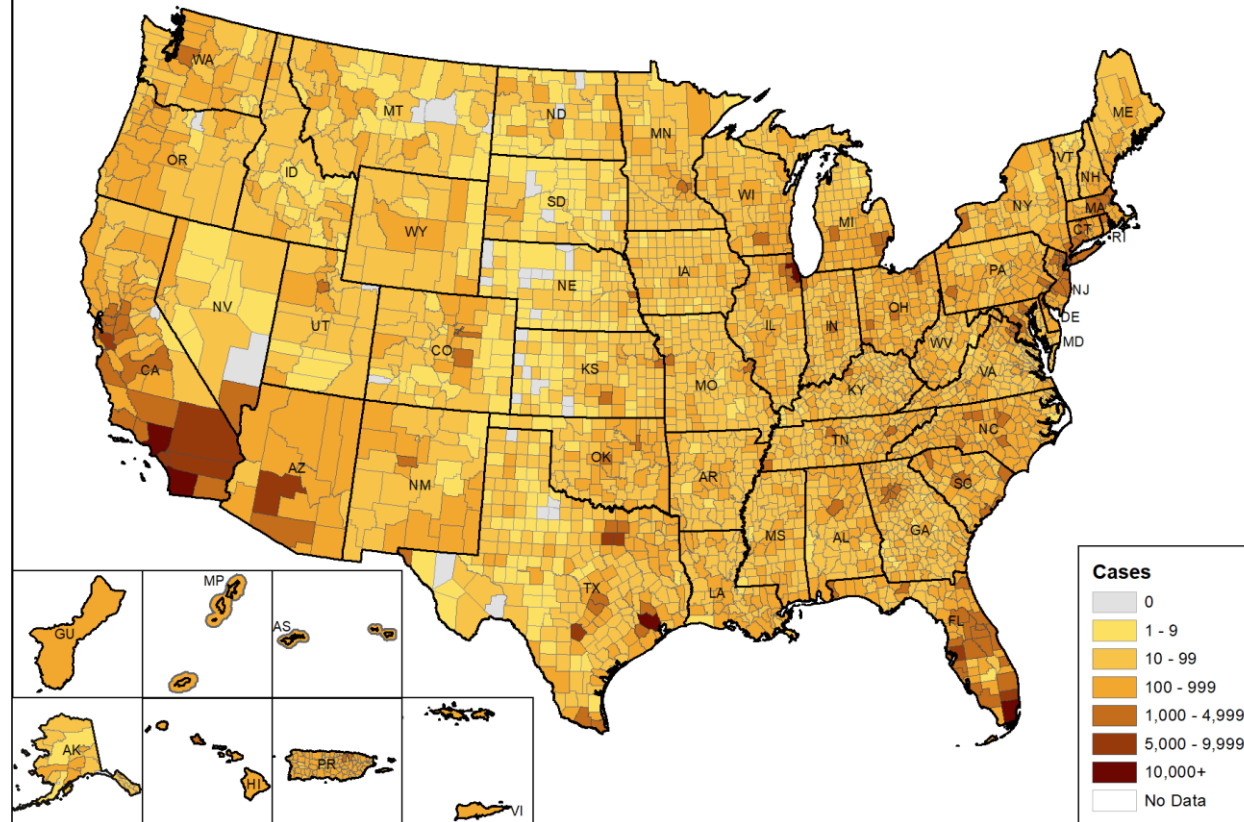 WA
MT
ND
MN
ME
OR
ID
SD
WI
VT
NH
NY
MA
CT
RI
WY
MI
IA
PA
NJ
NV
NE
OH
DE
MD
UT
CO
IL
IN
WV
VA
CA
KS
MO
KY
NC
TN
AZ
NM
OK
AR
SC
MS
AL
GA
TX
LA
FL
GU
MP
AS
AK
HI
PR
VI
Cases
0
1 - 9
10 - 99
100 - 999
1,000 - 4,999
5,000 - 9,999
10,000+
No Data